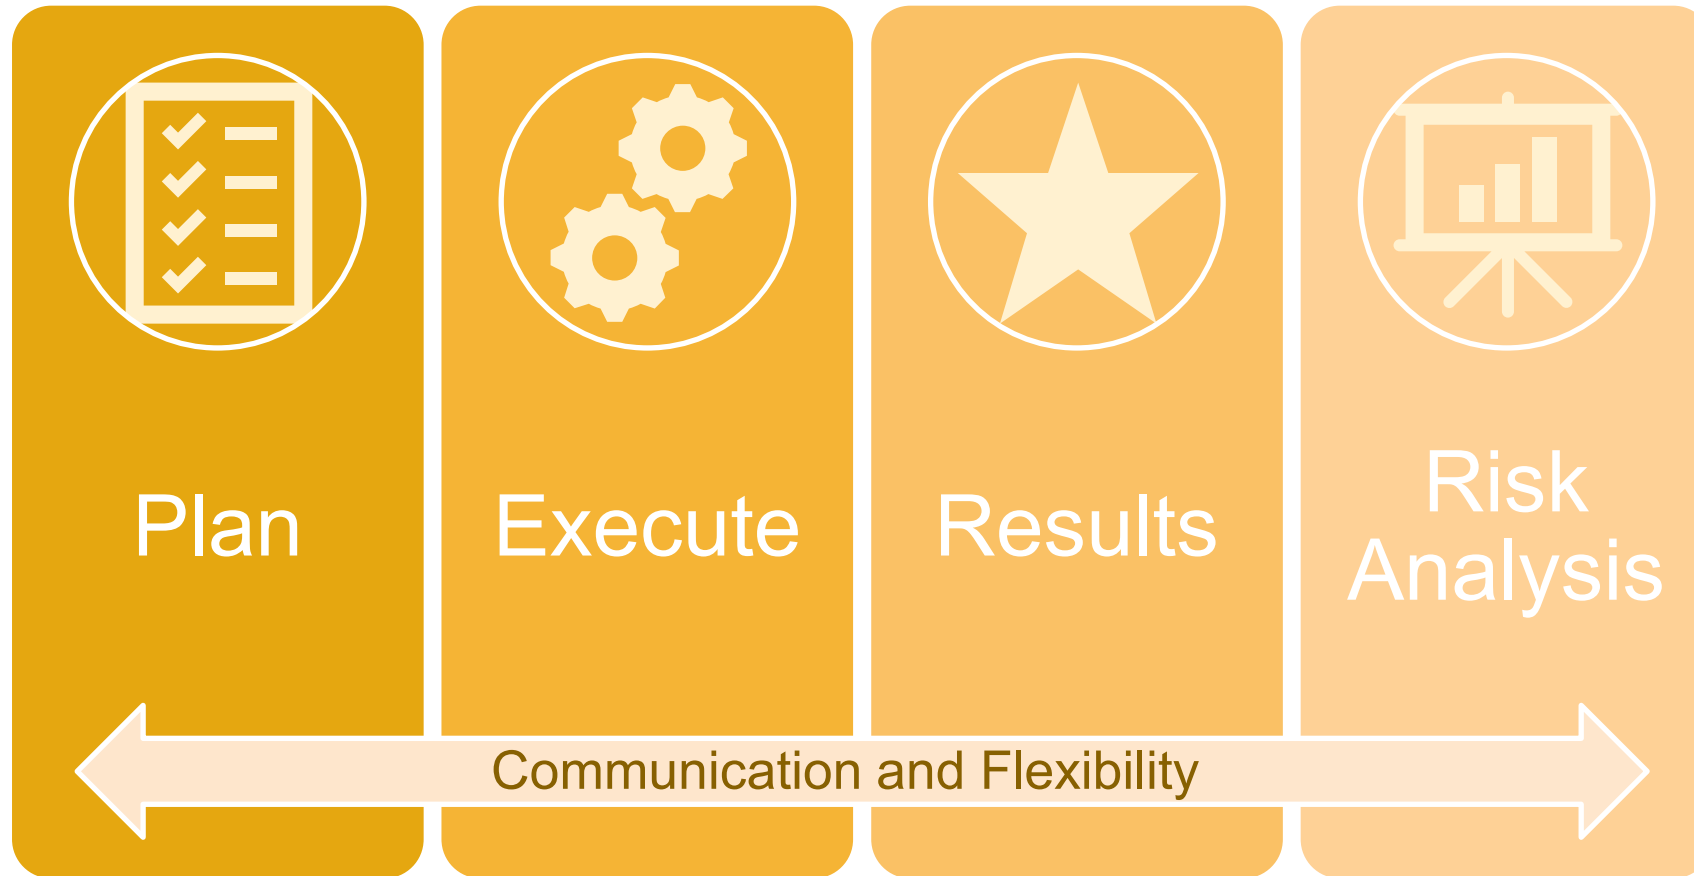 Plan
Execute
Results
Risk
Analysis
Communication and Flexibility